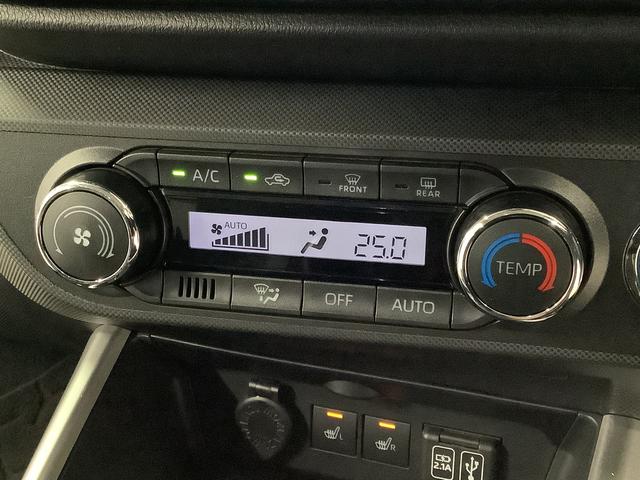 A/C
FRONT
REAR
AUTO
25.0
TEMP
OFF
AUTO
L
R
2.1A